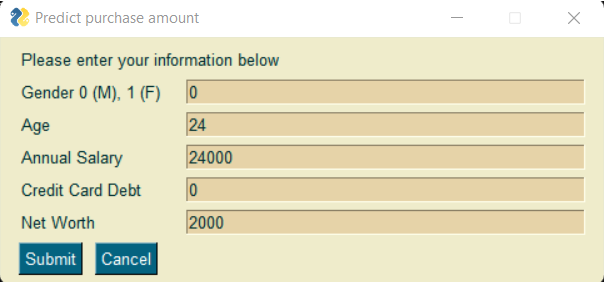 Predict purchase amount
Please enter your information below
Gender 0 (M), 1 (F) 0
Age 24
Annual Salary 24000
Credit Card Debt 0
Net Worth 2000
Submit Cancel